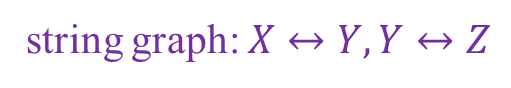 string graph: X ↔ Y, Y ↔ Z